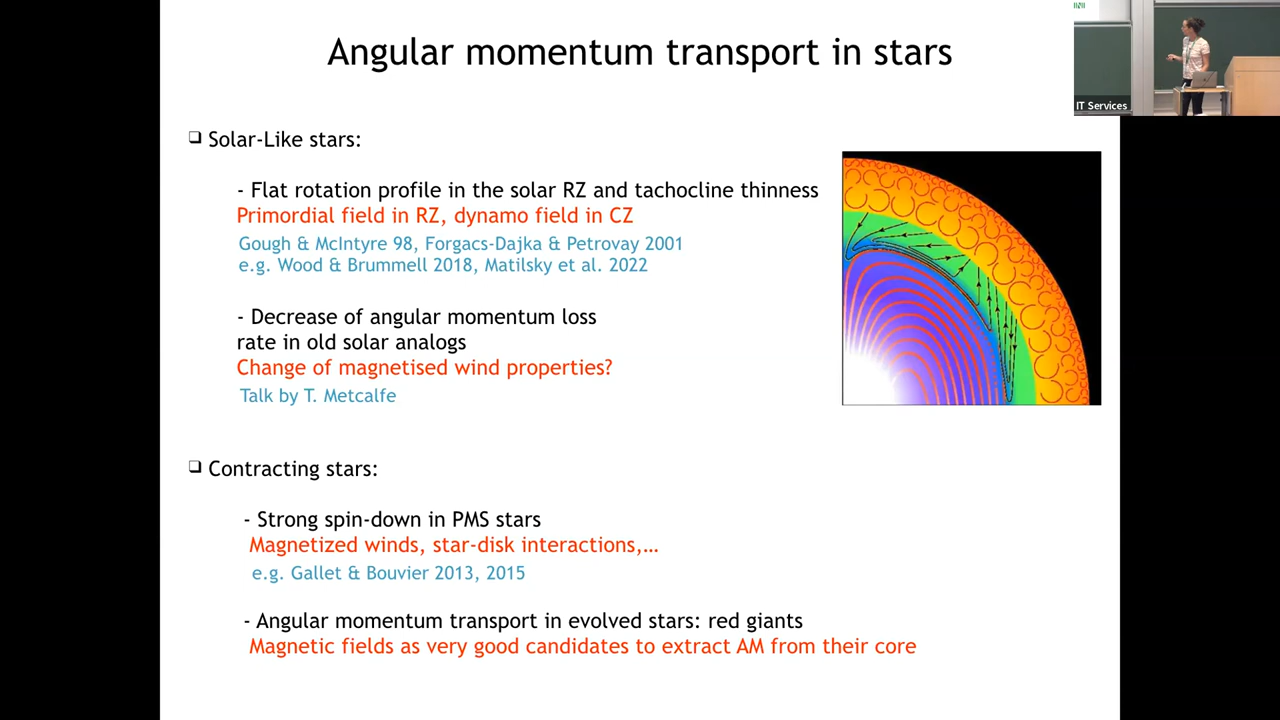 Angular momentum transport in stars
IT Services
❑ Solar-Like stars:
- Flat rotation profile in the solar RZ and tachocline thinness
Primordial field in RZ, dynamo field in CZ
Gough & McIntyre 98, Forgacs-Dajka & Petrovay 2001
e.g. Wood & Brummell 2018, Matilsky et al. 2022
- Decrease of angular momentum loss
rate in old solar analogs
Change of magnetised wind properties?
Talk by T. Metcalfe
❑ Contracting stars:
- Strong spin-down in PMS stars
Magnetized winds, star-disk interactions,…
e.g. Gallet & Bouvier 2013, 2015
- Angular momentum transport in evolved stars: red giants
Magnetic fields as very good candidates to extract AM from their core